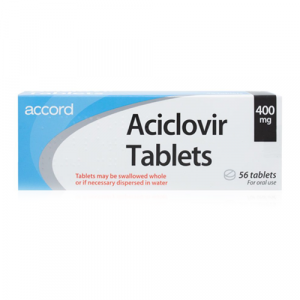 accord
400
mg
Aciclovir
Tablets
Tablets may be swallowed whole
or if necessary dispersed in water
56 tablets
For oral use